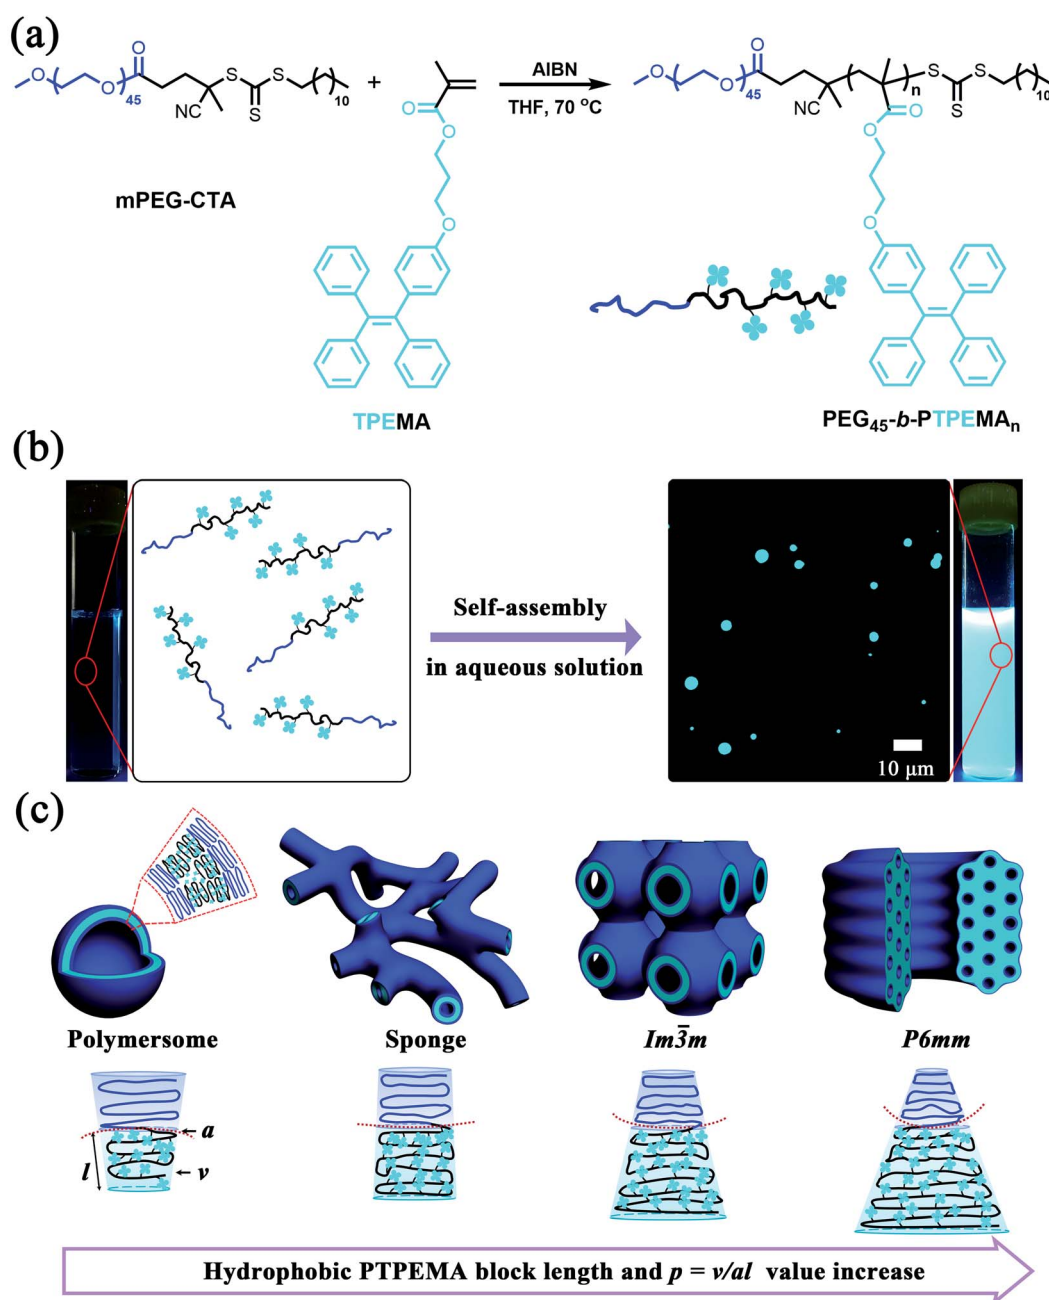 (a)
O
O
O
45
NC
S
S
S
10
+
AIBN
THF, 70 °C
O
O
O
mPEG-CTA
TPEMA
O
O
O
45
NC
n
S
S
S
10
O
O
O
PEG45-b-PTPEMAn
(b)
Self-assembly
in aqueous solution
10 μm
(c)
Polymersome
Sponge
Im3̅m
P6mm
a
l
v
Hydrophobic PTPEMA block length and p = v/al value increase